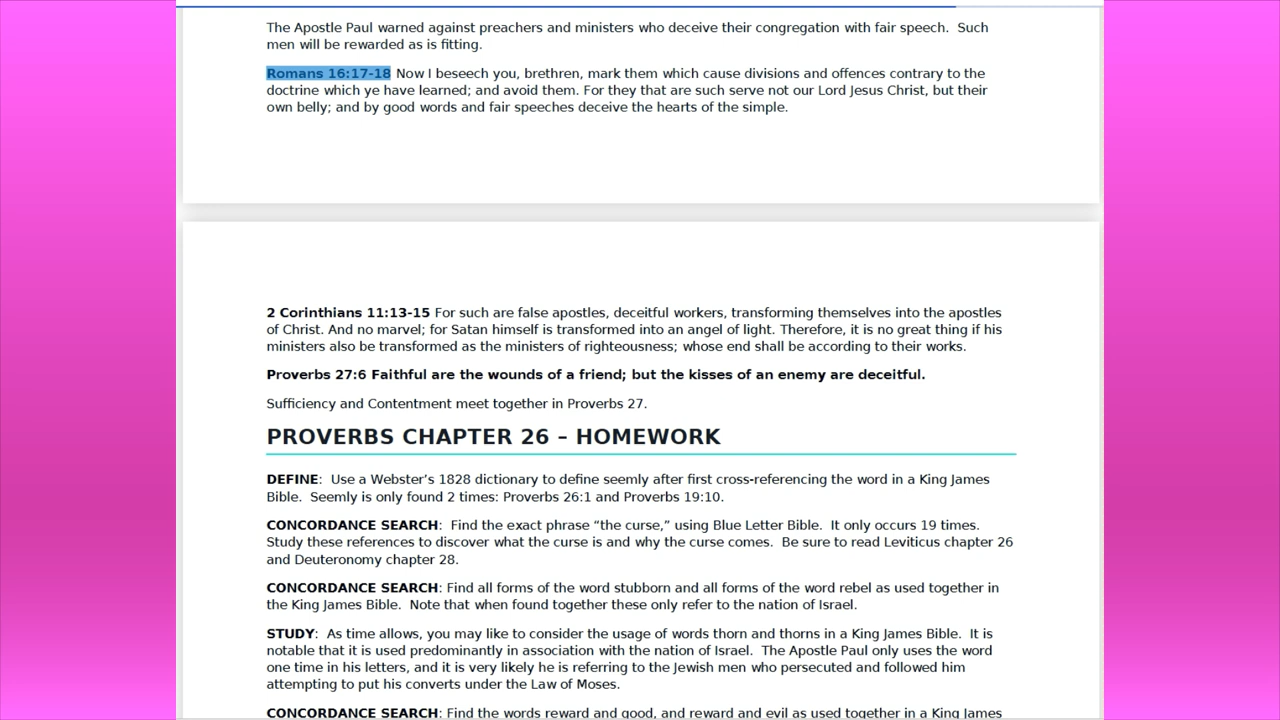 The Apostle Paul warned against preachers and ministers who deceive their congregation with fair speech.  Such
men will be rewarded as is fitting.
Romans 16:17-18 Now I beseech you, brethren, mark them which cause divisions and offences contrary to the
doctrine which ye have learned; and avoid them. For they that are such serve not our Lord Jesus Christ, but their
own belly; and by good words and fair speeches deceive the hearts of the simple.
2 Corinthians 11:13-15 For such are false apostles, deceitful workers, transforming themselves into the apostles
of Christ. And no marvel; for Satan himself is transformed into an angel of light. Therefore, it is no great thing if his
ministers also be transformed as the ministers of righteousness; whose end shall be according to their works.
Proverbs 27:6 Faithful are the wounds of a friend; but the kisses of an enemy are deceitful.
Sufficiency and Contentment meet together in Proverbs 27.
PROVERBS CHAPTER 26 – HOMEWORK
DEFINE:  Use a Webster's 1828 dictionary to define seemly after first cross-referencing the word in a King James
Bible.  Seemly is only found 2 times: Proverbs 26:1 and Proverbs 19:10.
CONCORDANCE SEARCH:  Find the exact phrase “the curse,” using Blue Letter Bible.  It only occurs 19 times.
Study these references to discover what the curse is and why the curse comes.  Be sure to read Leviticus chapter 26
and Deuteronomy chapter 28.
CONCORDANCE SEARCH: Find all forms of the word stubborn and all forms of the word rebel as used together in
the King James Bible.  Note that when found together these only refer to the nation of Israel.
STUDY:  As time allows, you may like to consider the usage of words thorn and thorns in a King James Bible.  It is
notable that it is used predominantly in association with the nation of Israel.  The Apostle Paul only uses the word
one time in his letters, and it is very likely he is referring to the Jewish men who persecuted and followed him
attempting to put his converts under the Law of Moses.
CONCORDANCE SEARCH: Find the words reward and good, and reward and evil as used together in a King James